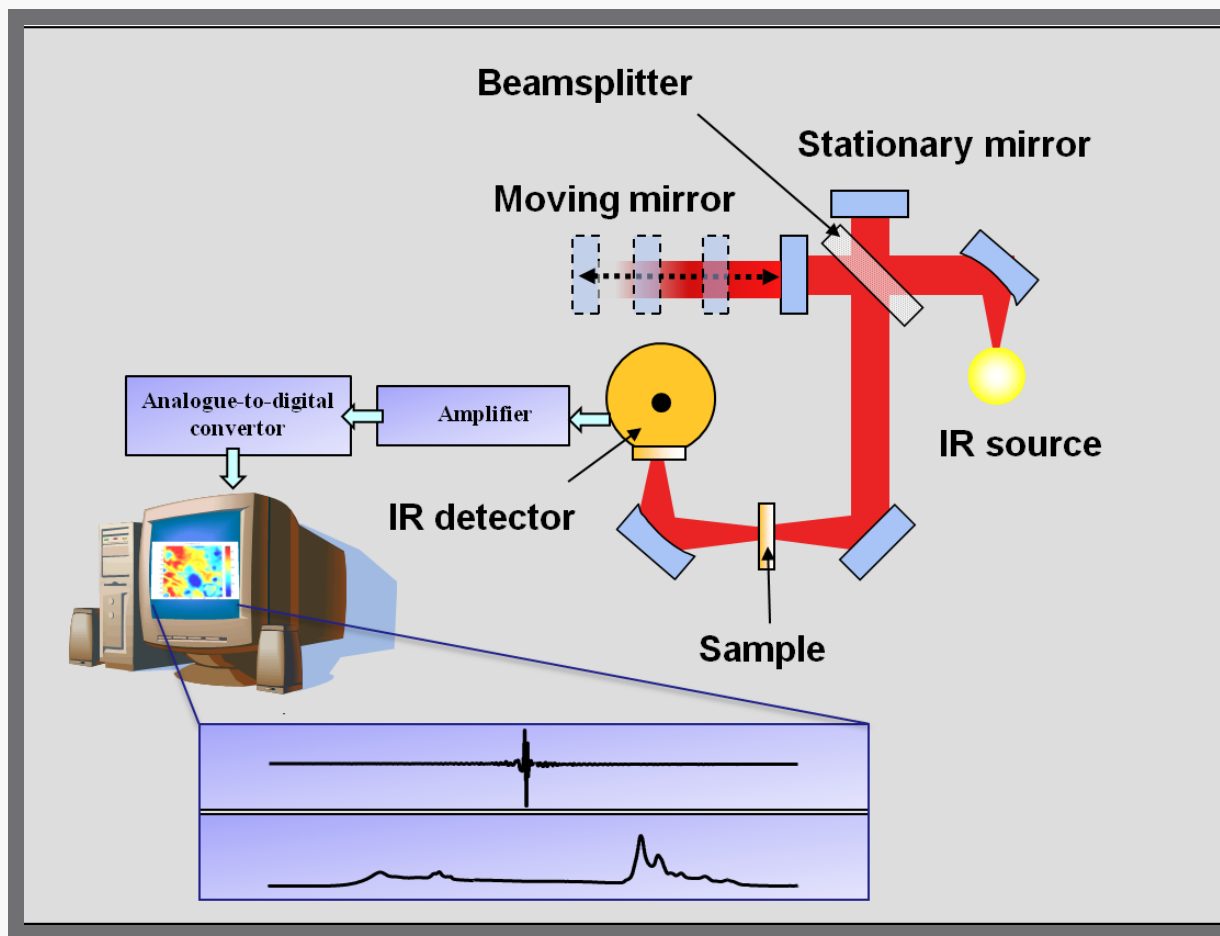 Beamsplitter
Stationary mirror
Moving mirror
Analogue-to-digital
convertor
Amplifier
IR source
IR detector
Sample